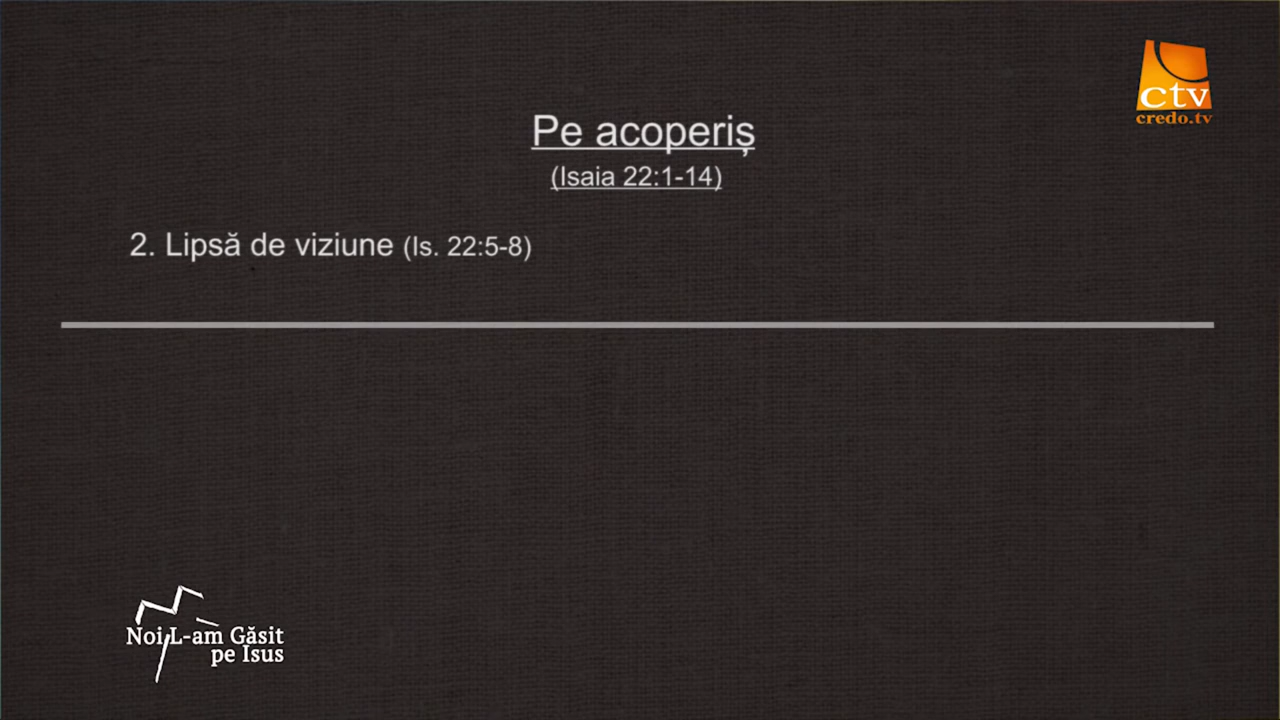 ctv
credo.tv
Pe acoperiș
(Isaia 22:1-14)
2. Lipsă de viziune (Is. 22:5-8)
Noi L-am Găsit
pe Isus